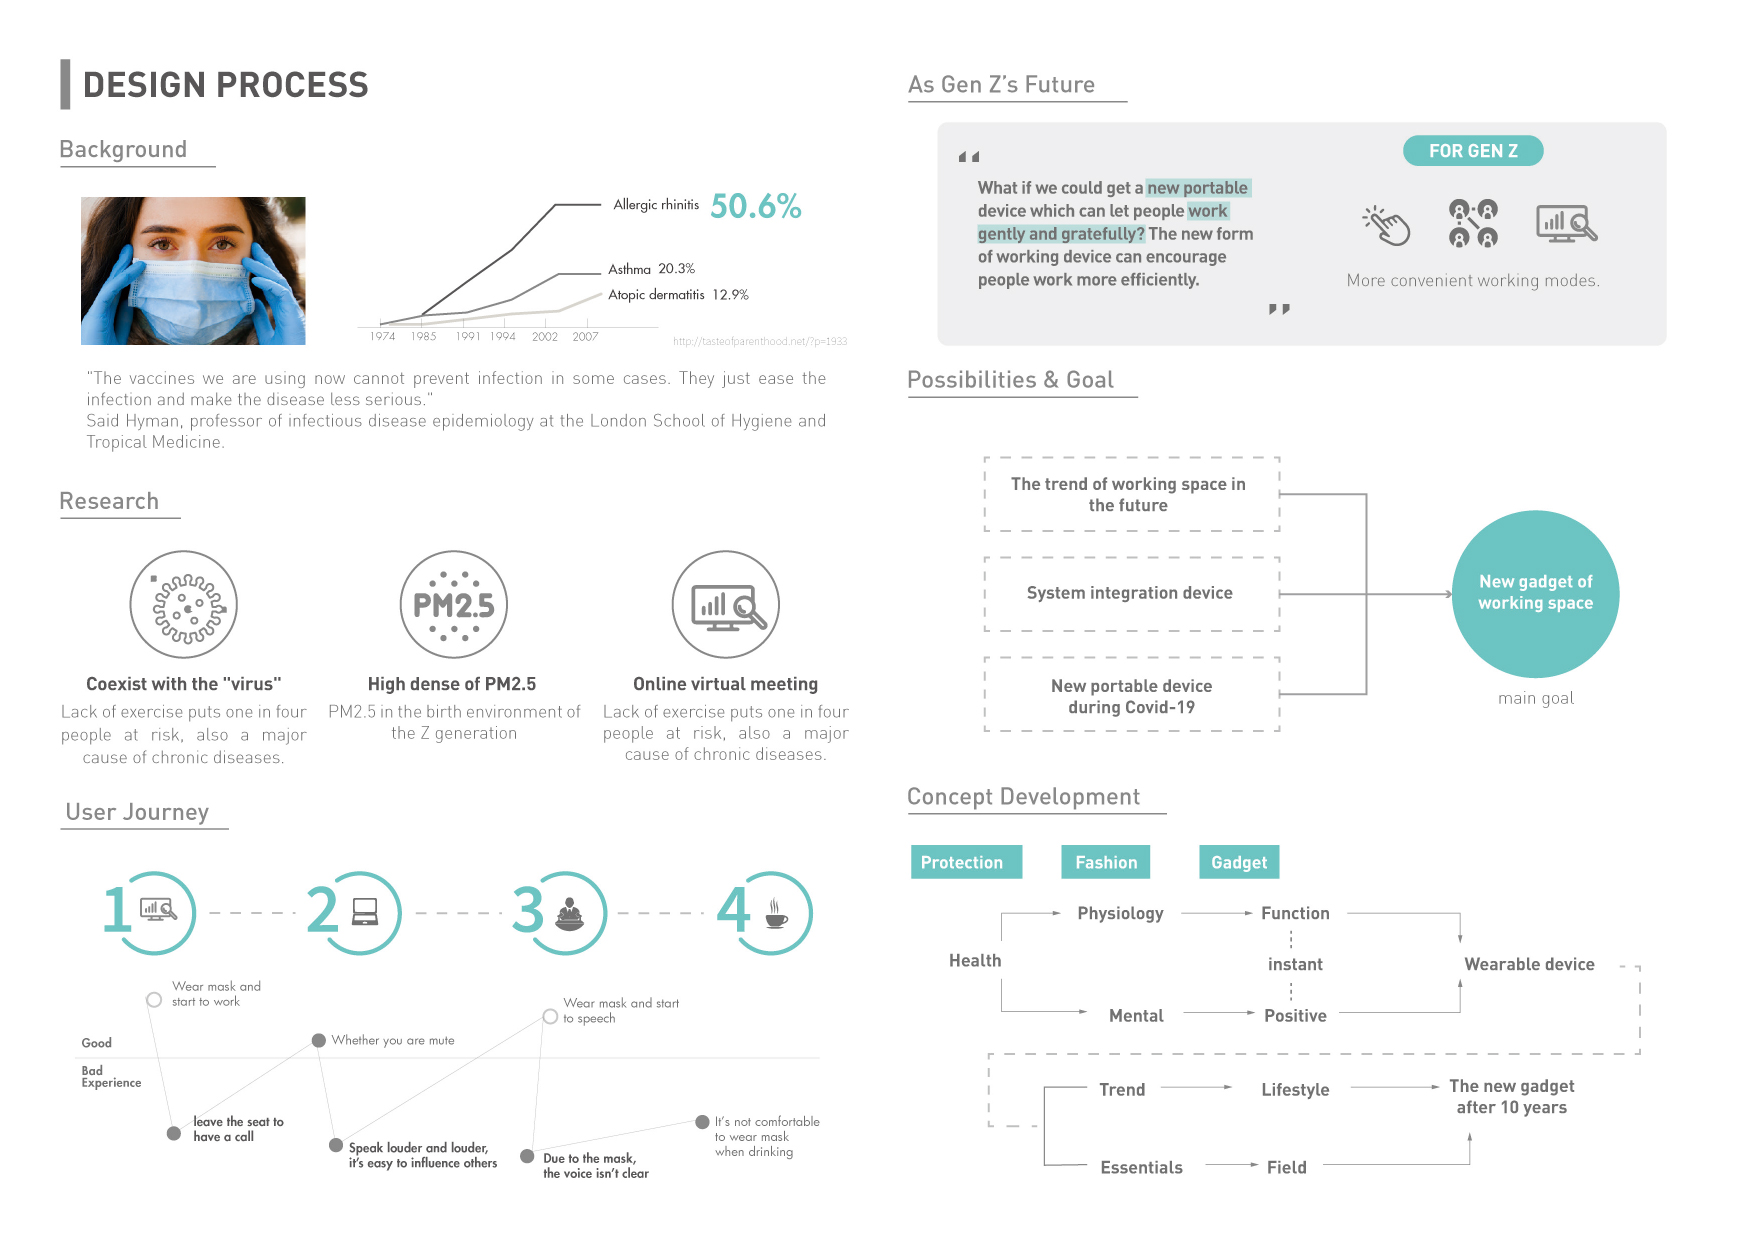 DESIGN PROCESS
Background
Allergic rhinitis 50.6%
Asthma 20.3%
Atopic dermatitis 12.9%
1974 1985 1991 1994 2002 2007
http://tasteofparenthood.net/?p=1933
"The vaccines we are using now cannot prevent infection in some cases. They just ease the
infection and make the disease less serious."
Said Hyman, professor of infectious disease epidemiology at the London School of Hygiene and
Tropical Medicine.
Research
PM2.5
Coexist with the "virus"
Lack of exercise puts one in four
people at risk, also a major
cause of chronic diseases.
High dense of PM2.5
PM2.5 in the birth environment of
the Z generation
Online virtual meeting
Lack of exercise puts one in four
people at risk, also a major
cause of chronic diseases.
User Journey
1
2
3
4
Wear mask and
start to work
Wear mask and start
to speech
Good
Whether you are mute
Bad
Experience
leave the seat to
have a call
Speak louder and louder,
it's easy to influence others
Due to the mask,
the voice isn't clear
It's not comfortable
to wear mask
when drinking
As Gen Z's Future
"
What if we could get a new portable
device which can let people work
gently and gratefully? The new form
of working device can encourage
people work more efficiently.
"
FOR GEN Z
More convenient working modes.
Possibilities & Goal
The trend of working space in
the future
System integration device
New portable device
during Covid-19
New gadget of
working space
main goal
Concept Development
Protection
Fashion
Gadget
Physiology
Function
Health
instant
Wearable device
Mental
Positive
Trend
Lifestyle
The new gadget
after 10 years
Essentials
Field